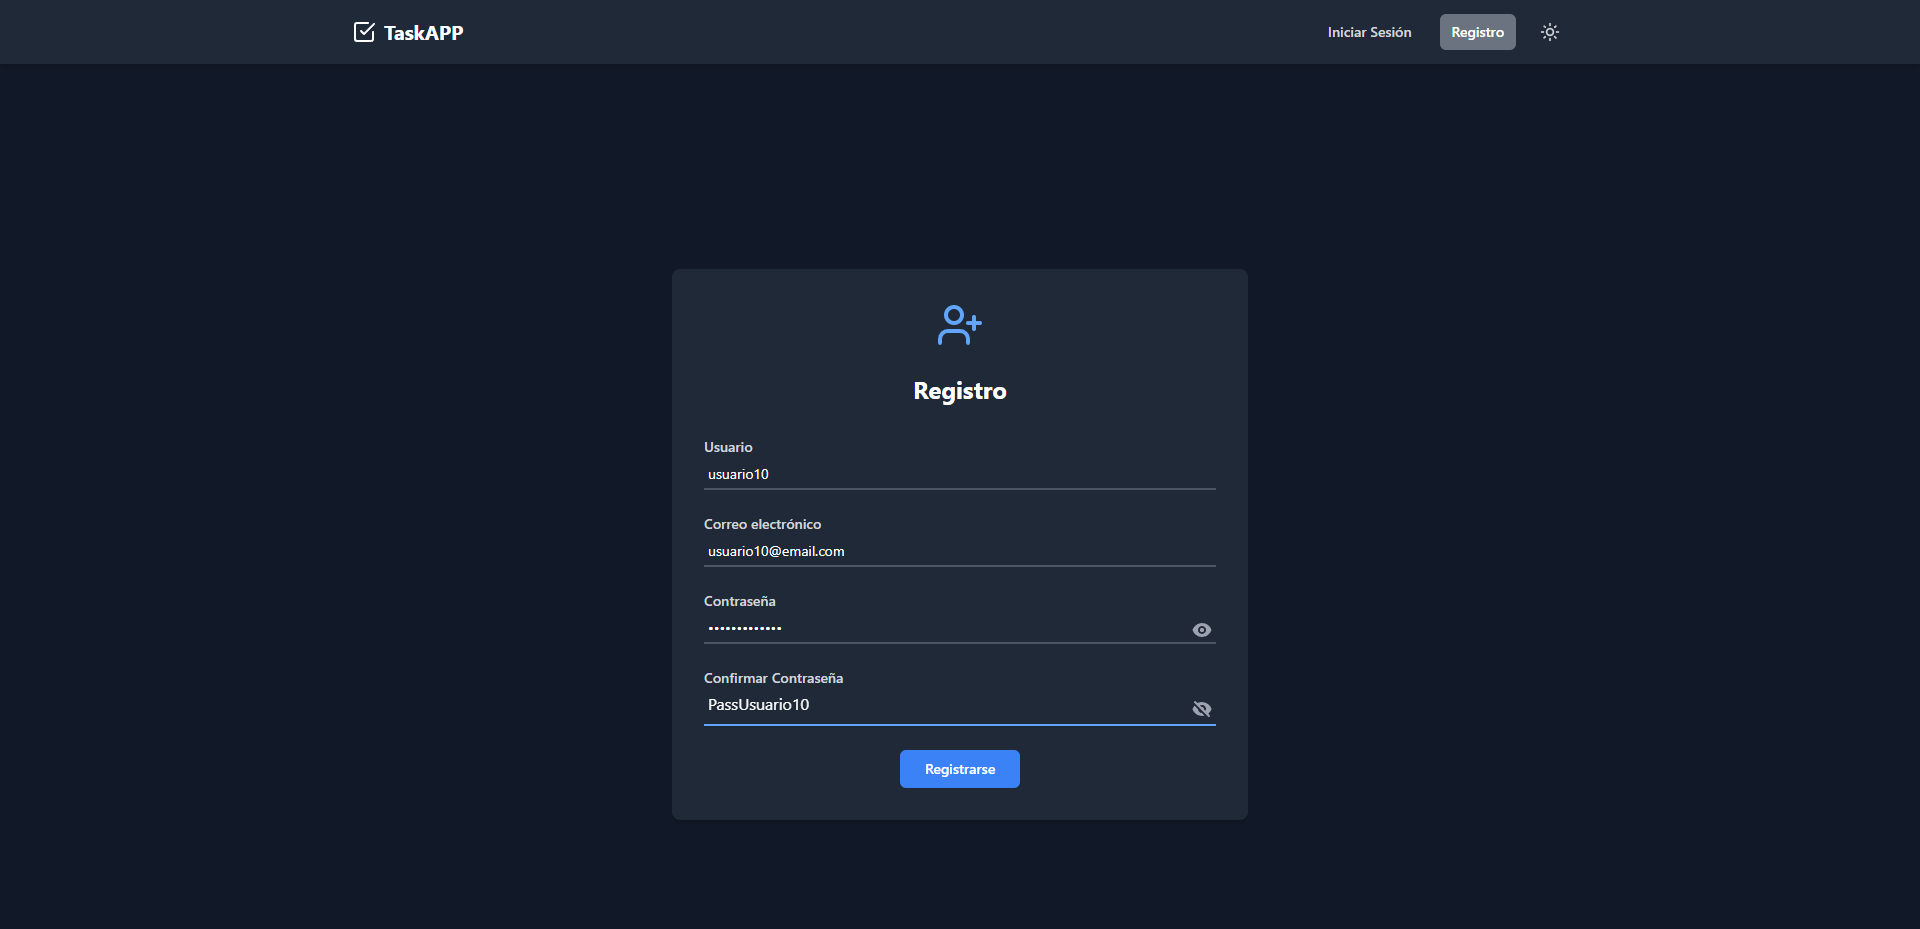 TaskAPP
Iniciar Sesión
Registro
Registro
Usuario
usuario10
Correo electrónico
usuario10@email.com
Contraseña
•••••••••••••
Confirmar Contraseña
PassUsuario10
Registrarse